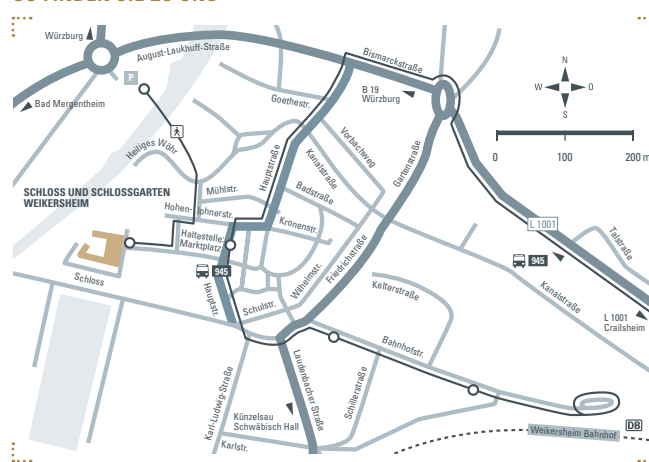 Würzburg
August-Laukhuff-Straße
Bismarckstraße
P
B 19
Würzburg
Bad Mergentheim
Goethestr.
N
W
O
S
0
100
200 m
Heiliges Wöhr
Hauptstraße
Vorbachweg
Kanalstraße
Gartenstraße
Badstraße
SCHLOSS UND SCHLOSSGARTEN
WEIKERSHEIM
Mühlstr.
Hohen-
lohnerstr.
Kronenstr.
Haltestelle:
Marktplatz
L 1001
Talstraße
945
945
Schloss
Hauptstr.
Schulstr.
Wilhelmstr.
Friedrichstraße
Kelterstraße
Kanalstraße
L 1001
Crailsheim
Bahnhofstr.
Karl-Ludwig-Straße
Laudenbacher Straße
Schillerstraße
Künzelsau
Schwäbisch Hall
Karlstr.
Weikersheim Bahnhof
DB